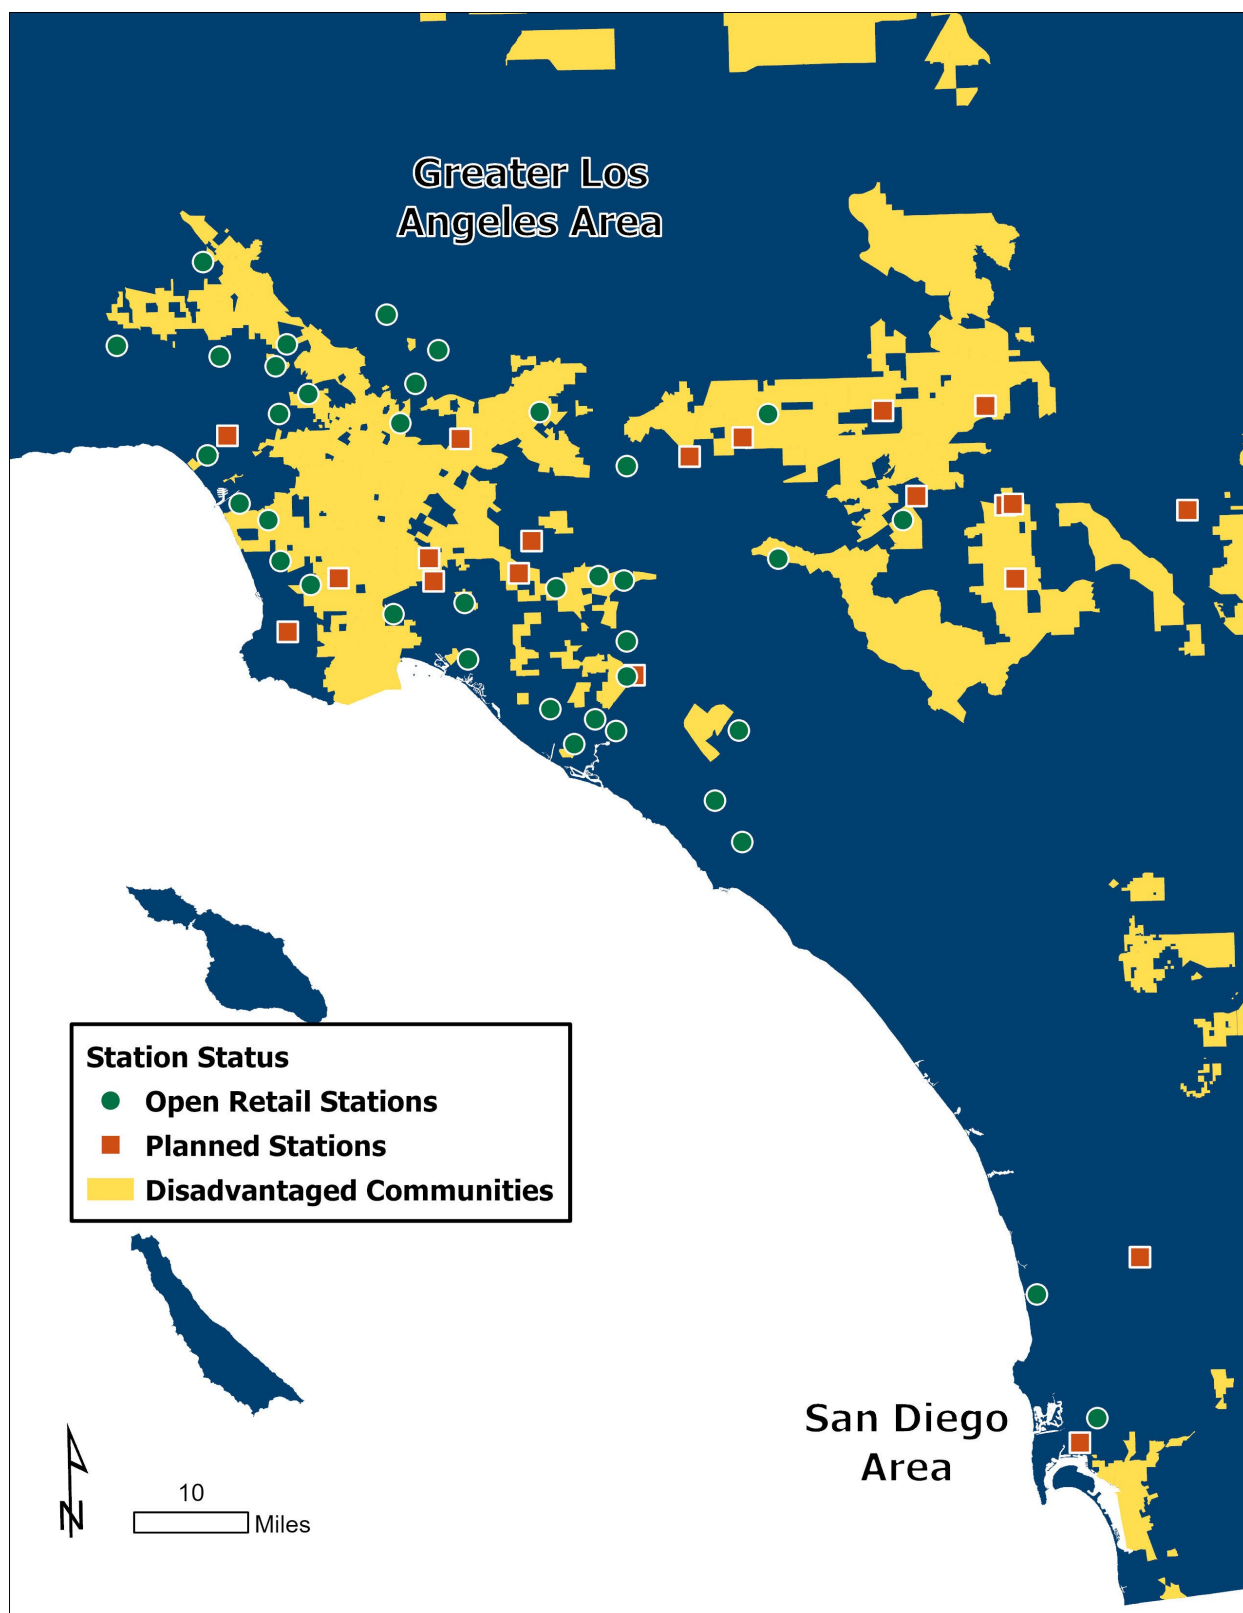 Greater Los
Angeles Area
Station Status
Open Retail Stations
Planned Stations
Disadvantaged Communities
San Diego
Area
N
10
Miles